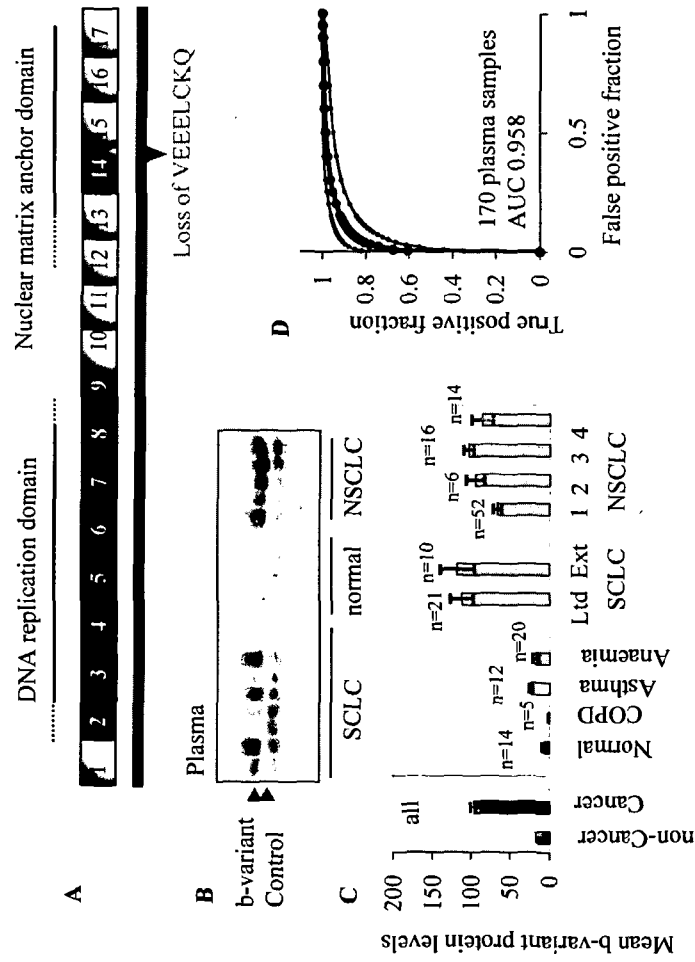 A
DNA replication domain
Nuclear matrix anchor domain
1 2 3 4 5 6 7 8 9 10 11 12 13 14 15 16 17
Loss of VEEELCKQ
B
Plasma
b-variant
Control
SCLC
normal
NSCLC
C
Mean b-variant protein levels
200
150
100
50
0
all
n=14
n=5
n=12
n=20
n=21
n=10
n=52
n=6
n=16
n=14
non-Cancer
Cancer
Normal
COPD
Asthma
Anaemia
Ltd Ext
SCLC
1 2 3 4
NSCLC
D
True positive fraction
1
0.8
0.6
0.4
0.2
0
170 plasma samples
AUC 0.958
0
0.5
1
False positive fraction